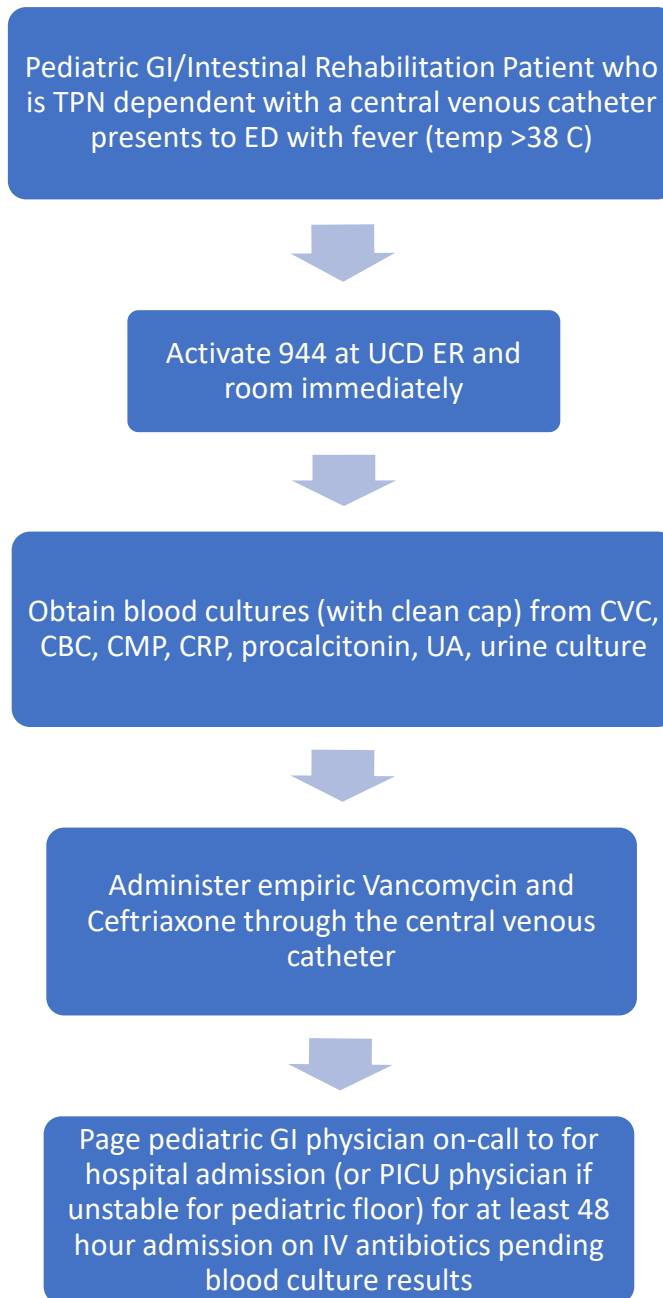 Pediatric GI/Intestinal Rehabilitation Patient who
is TPN dependent with a central venous catheter
presents to ED with fever (temp >38 C)
Activate 944 at UCD ER and
room immediately
Obtain blood cultures (with clean cap) from CVC,
CBC, CMP, CRP, procalcitonin, UA, urine culture
Administer empiric Vancomycin and
Ceftriaxone through the central venous
catheter
Page pediatric GI physician on-call to for
hospital admission (or PICU physician if
unstable for pediatric floor) for at least 48
hour admission on IV antibiotics pending
blood culture results